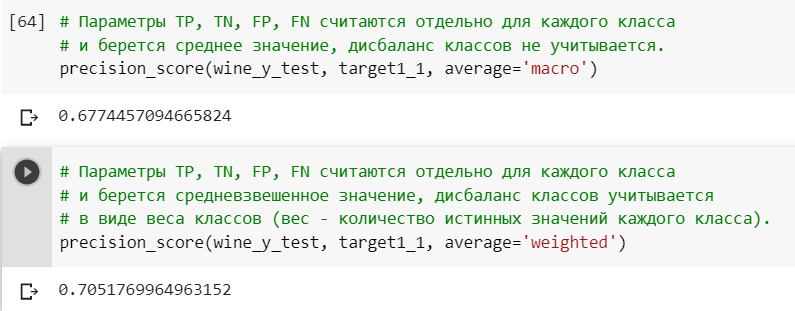 [64] # Параметры TP, TN, FP, FN считаются отдельно для каждого класса
# и берется среднее значение, дисбаланс классов не учитывается.
precision_score(wine_y_test, target1_1, average='macro')
0.6774457094665824
# Параметры TP, TN, FP, FN считаются отдельно для каждого класса
# и берется средневзвешенное значение, дисбаланс классов учитывается
# в виде веса классов (вес - количество истинных значений каждого класса).
precision_score(wine_y_test, target1_1, average='weighted')
0.7051769964963152